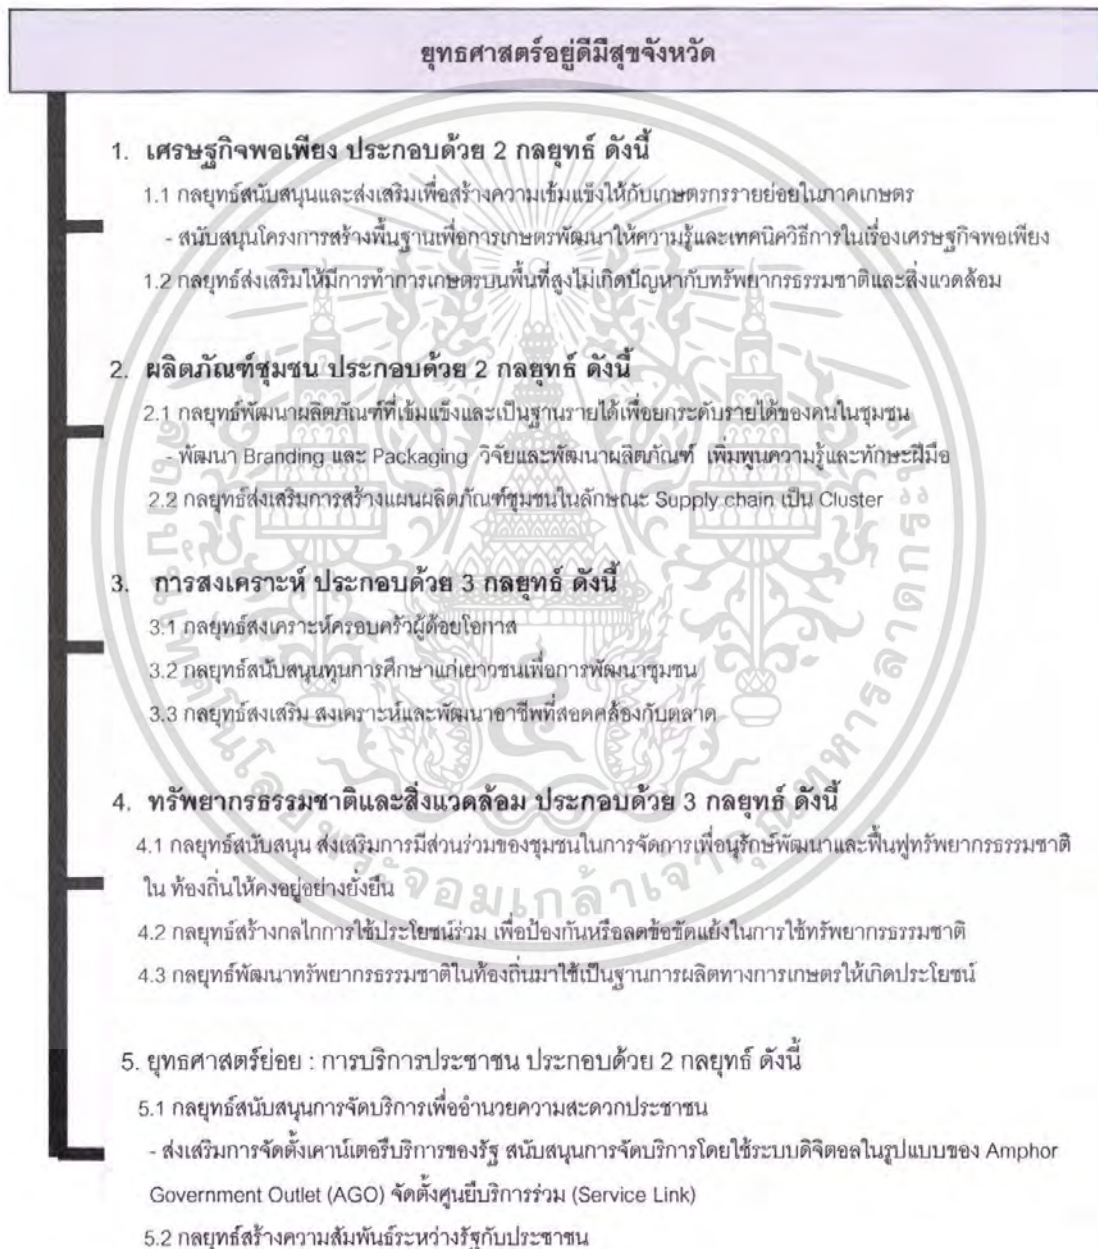 ยุทธศาสตร์อยู่ดีมีสุขจังหวัด
1. เศรษฐกิจพอเพียง ประกอบด้วย 2 กลยุทธ์ ดังนี้
1.1 กลยุทธ์สนับสนุนและส่งเสริมเพื่อสร้างความเข้มแข็งให้กับเกษตรกรรายย่อยในภาคเกษตร
- สนับสนุนโครงการสร้างพื้นฐานเพื่อการเกษตรพัฒนาให้ความรู้และเทคนิควิธีการในเรื่องเศรษฐกิจพอเพียง
1.2 กลยุทธ์ส่งเสริมให้มีการทำการเกษตรบนพื้นที่สูงไม่เกิดปัญหากับทรัพยากรธรรมชาติและสิ่งแวดล้อม
2. ผลิตภัณฑ์ชุมชน ประกอบด้วย 2 กลยุทธ์ ดังนี้
2.1 กลยุทธ์พัฒนาผลิตภัณฑ์ที่เข้มแข็งและเป็นฐานรายได้เพื่อยกระดับรายได้ของคนในชุมชน
- พัฒนา Branding และ Packaging วิจัยและพัฒนาผลิตภัณฑ์ เพิ่มพูนความรู้และทักษะฝีมือ
2.2 กลยุทธ์ส่งเสริมการสร้างแผนผลิตภัณฑ์ชุมชนในลักษณะ Supply chain เป็น Cluster
3. การสงเคราะห์ ประกอบด้วย 3 กลยุทธ์ ดังนี้
3.1 กลยุทธ์สงเคราะห์ครอบครัวผู้ด้อยโอกาส
3.2 กลยุทธ์สนับสนุนทุนการศึกษาแก่เยาวชนเพื่อการพัฒนาชุมชน
3.3 กลยุทธ์ส่งเสริม สงเคราะห์และพัฒนาอาชีพที่สอดคล้องกับตลาด
4. ทรัพยากรธรรมชาติและสิ่งแวดล้อม ประกอบด้วย 3 กลยุทธ์ ดังนี้
4.1 กลยุทธ์สนับสนุน ส่งเสริมการมีส่วนร่วมของชุมชนในการจัดการเพื่ออนุรักษ์พัฒนาและฟื้นฟูทรัพยากรธรรมชาติ
ใน ท้องถิ่นให้คงอยู่อย่างยั่งยืน
4.2 กลยุทธ์สร้างกลไกการใช้ประโยชน์ร่วม เพื่อป้องกันหรือลดข้อขัดแย้งในการใช้ทรัพยากรธรรมชาติ
4.3 กลยุทธ์พัฒนาทรัพยากรธรรมชาติในท้องถิ่นมาใช้เป็นฐานการผลิตทางการเกษตรให้เกิดประโยชน์
5. ยุทธศาสตร์ย่อย : การบริการประชาชน ประกอบด้วย 2 กลยุทธ์ ดังนี้
5.1 กลยุทธ์สนับสนุนการจัดบริการเพื่ออำนวยความสะดวกประชาชน
- ส่งเสริมการจัดตั้งเคาน์เตอร์บริการของรัฐ สนับสนุนการจัดบริการโดยใช้ระบบดิจิตอลในรูปแบบของ Amphor
Government Outlet (AGO) จัดตั้งศูนย์บริการร่วม (Service Link)
5.2 กลยุทธ์สร้างความสัมพันธ์ระหว่างรัฐกับประชาชน
สถาบันเทคโนโลยีพระจอมเกล้าเจ้าคุณทหารลาดกระบัง